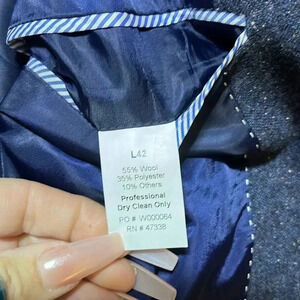 L42
55% Wool
35% Polyester
10% Others
Professional
Dry Clean Only
PO # W000064
RN # 47338